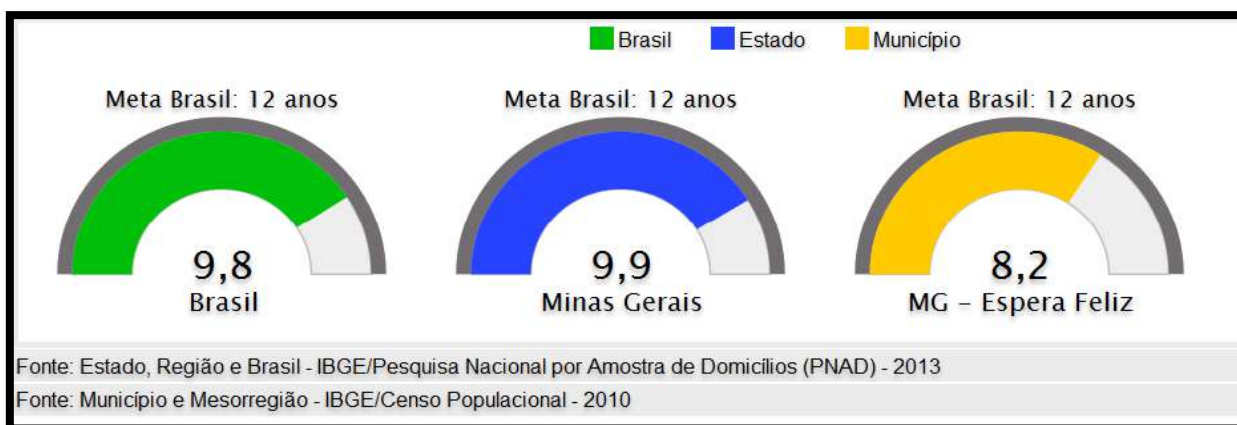 Brasil Estado Município
Meta Brasil: 12 anos Meta Brasil: 12 anos Meta Brasil: 12 anos
9,8 9,9 8,2
Brasil Minas Gerais MG – Espera Feliz
Fonte: Estado, Região e Brasil - IBGE/Pesquisa Nacional por Amostra de Domicílios (PNAD) - 2013
Fonte: Município e Mesorregião - IBGE/Censo Populacional - 2010